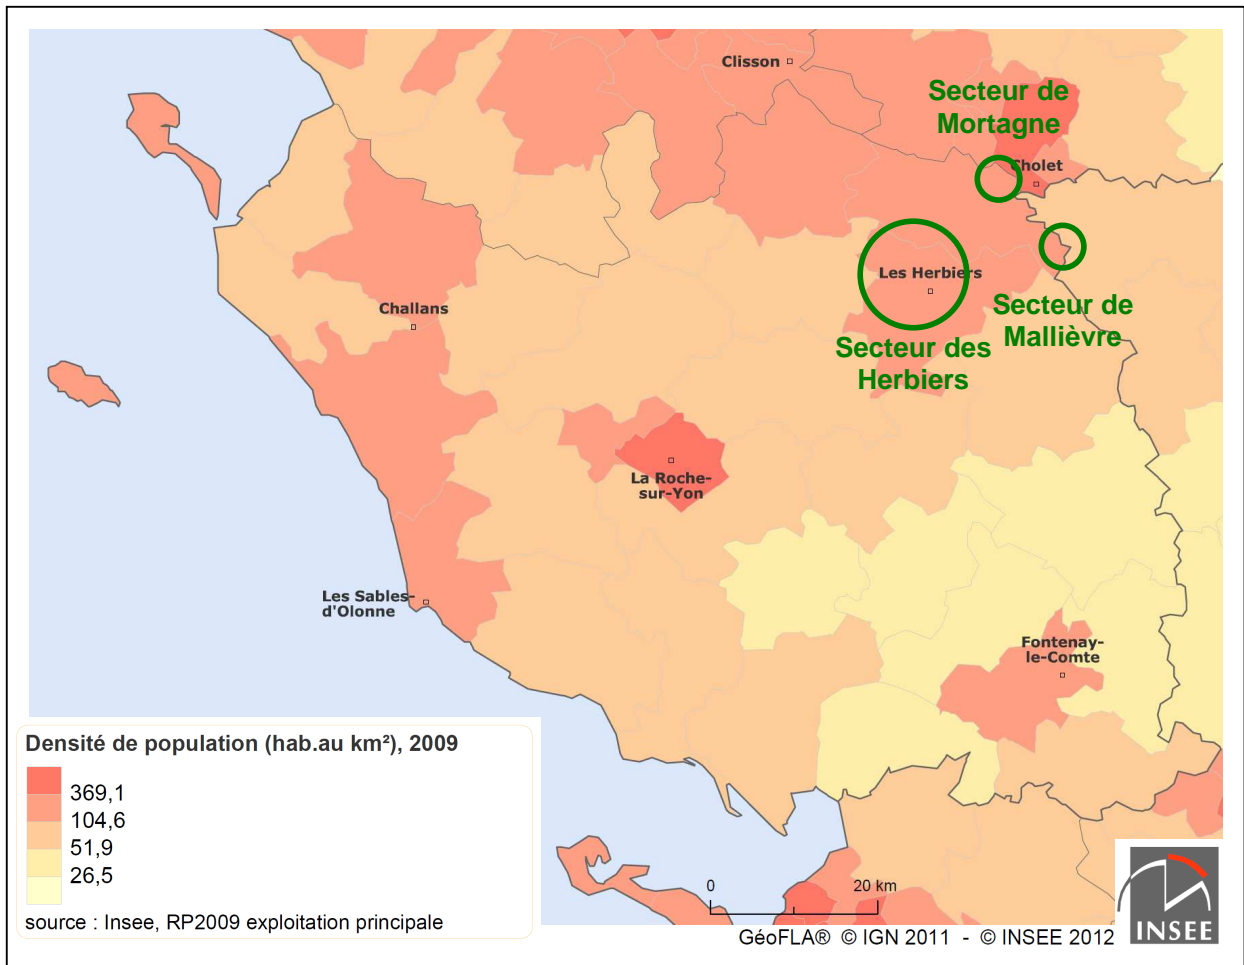 Clisson
Secteur de
Mortagne
Cholet
Les Herbiers
Secteur de
Mallièvre
Secteur des
Herbiers
Challans
La Roche-
sur-Yon
Les Sables-
d'Olonne
Fontenay-
le-Comte
Densité de population (hab.au km²), 2009
369,1
104,6
51,9
26,5
source : Insee, RP2009 exploitation principale
0 20 km
GéoFLA® © IGN 2011 - © INSEE 2012
INSEE